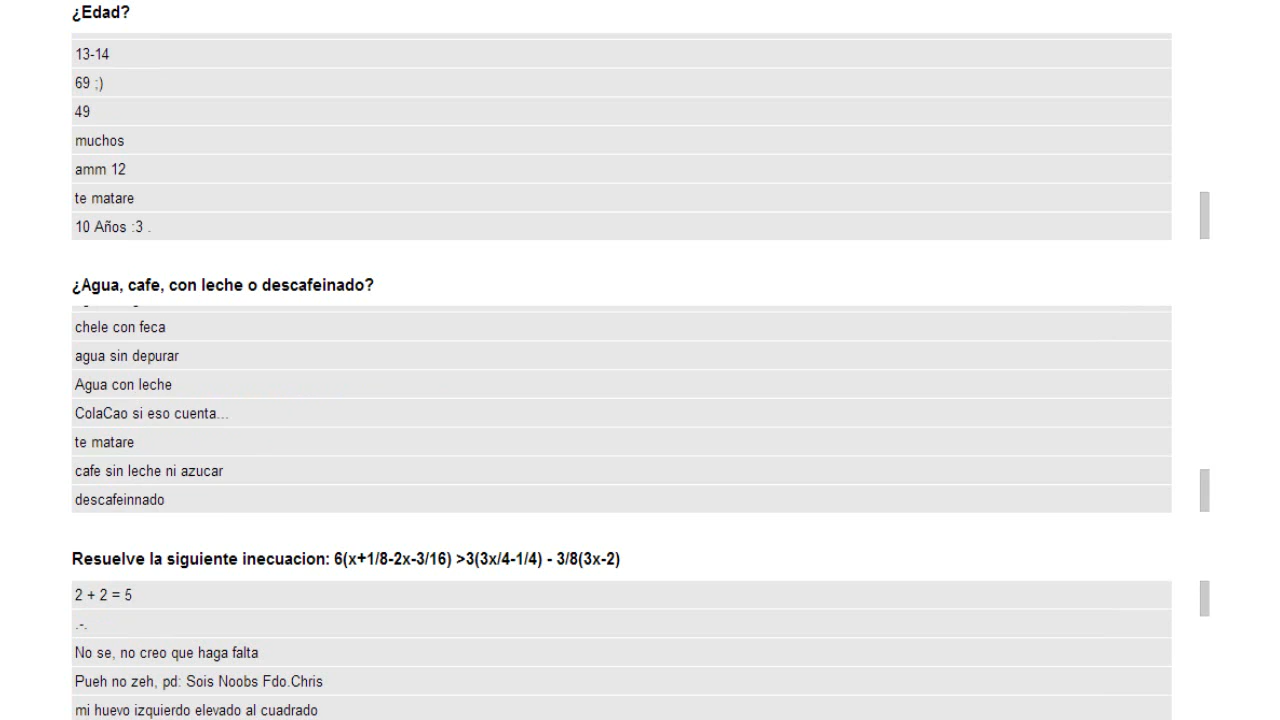 ¿Edad?
13-14
69 ;)
49
muchos
amm 12
te matare
10 Años :3 .
¿Agua, cafe, con leche o descafeinado?
chele con feca
agua sin depurar
Agua con leche
ColaCao si eso cuenta...
te matare
cafe sin leche ni azucar
descafeinnado
Resuelve la siguiente inecuacion: 6(x+1/8-2x-3/16) >3(3x/4-1/4) - 3/8(3x-2)
2 + 2 = 5
.-.
No se, no creo que haga falta
Pueh no zeh, pd: Sois Noobs Fdo.Chris
mi huevo izquierdo elevado al cuadrado